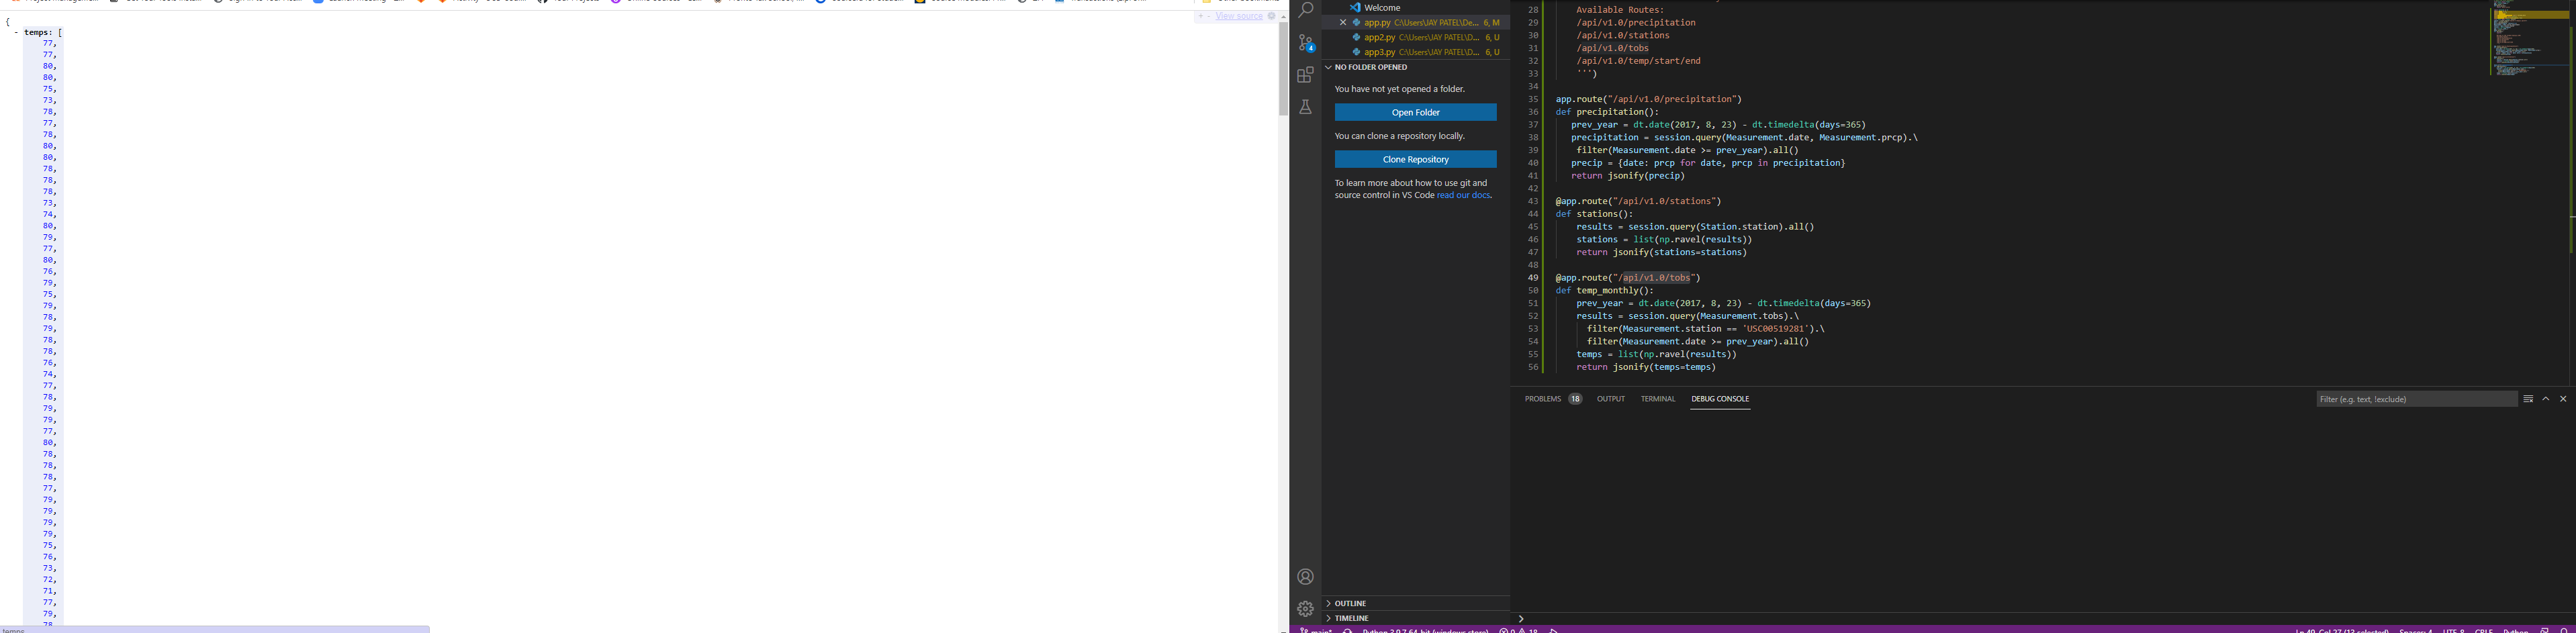 View source
{
- temps: [
77,
77,
80,
80,
75,
73,
78,
77,
78,
80,
80,
78,
78,
78,
73,
74,
80,
79,
77,
80,
76,
79,
75,
79,
78,
79,
78,
78,
76,
74,
77,
78,
79,
79,
77,
80,
78,
78,
78,
77,
79,
79,
79,
79,
75,
76,
73,
72,
71,
77,
79,
78
Welcome
app.py C:\Users\JAY PATEL\De... 6, M
app2.py C:\Users\JAY PATEL\D... 6, U
app3.py C:\Users\JAY PATEL\D... 6, U
4
NO FOLDER OPENED
You have not yet opened a folder.
Open Folder
You can clone a repository locally.
Clone Repository
To learn more about how to use git and
source control in VS Code read our docs.
OUTLINE
TIMELINE
28 Available Routes:
29 /api/v1.0/precipitation
30 /api/v1.0/stations
31 /api/v1.0/tobs
32 /api/v1.0/temp/start/end
33 ''')
34
35 app.route("/api/v1.0/precipitation")
36 def precipitation():
37 prev_year = dt.date(2017, 8, 23) - dt.timedelta(days=365)
38 precipitation = session.query(Measurement.date, Measurement.prcp).\
39 filter(Measurement.date >= prev_year).all()
40 precip = {date: prcp for date, prcp in precipitation}
41 return jsonify(precip)
42
43 @app.route("/api/v1.0/stations")
44 def stations():
45 results = session.query(Station.station).all()
46 stations = list(np.ravel(results))
47 return jsonify(stations=stations)
48
49 @app.route("/api/v1.0/tobs")
50 def temp_monthly():
51 prev_year = dt.date(2017, 8, 23) - dt.timedelta(days=365)
52 results = session.query(Measurement.tobs).\
53 filter(Measurement.station == 'USC00519281').\
54 filter(Measurement.date >= prev_year).all()
55 temps = list(np.ravel(results))
56 return jsonify(temps=temps)
PROBLEMS 18 OUTPUT TERMINAL DEBUG CONSOLE
Filter (e.g. text, !exclude)